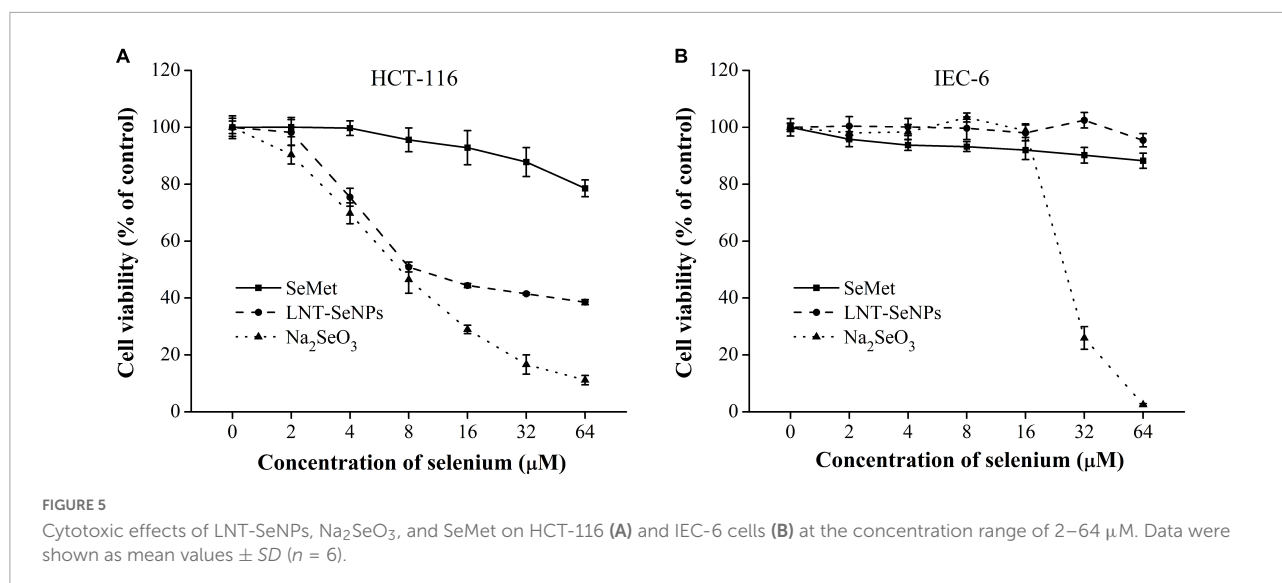 A
HCT-116
Cell viability (% of control)
120
100
80
60
40
20
0
SeMet
LNT-SeNPs
Na₂SeO₃
0 2 4 8 16 32 64
Concentration of selenium (μM)
B
IEC-6
Cell viability (% of control)
120
100
80
60
40
20
0
SeMet
LNT-SeNPs
Na₂SeO₃
0 2 4 8 16 32 64
Concentration of selenium (μM)
FIGURE 5
Cytotoxic effects of LNT-SeNPs, Na₂SeO₃, and SeMet on HCT-116 (A) and IEC-6 cells (B) at the concentration range of 2–64 μM. Data were
shown as mean values ± SD (n = 6).